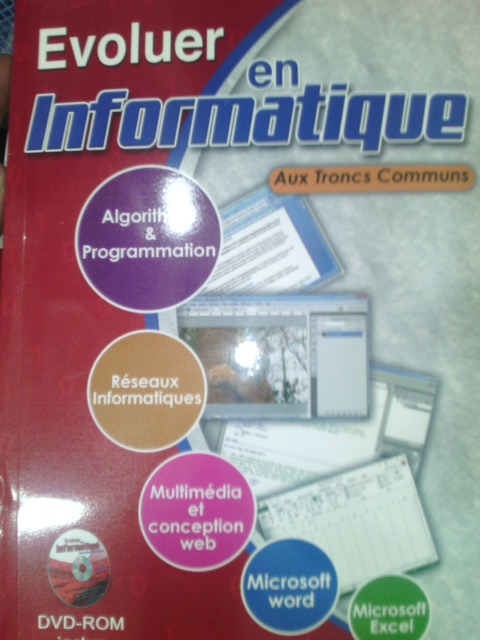 Evoluer
en
Informatique
Aux Troncs Communs
&
Programmation
Réseaux
Informatiques
Multimédia
et
conception
web
Microsoft
word
Microsoft
Excel
DVD-ROM